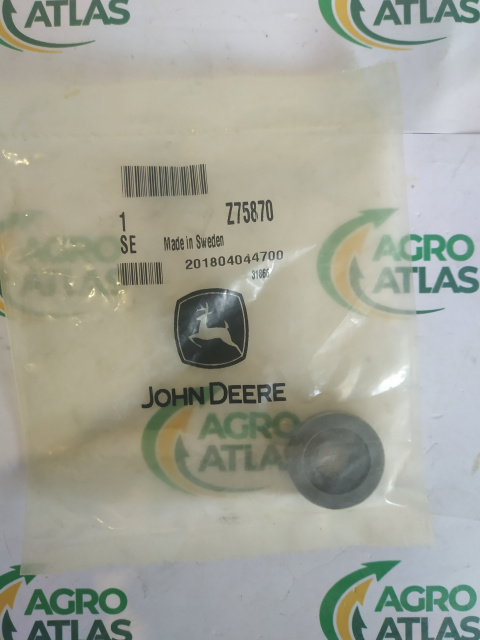 ATLAS
AGRO
ATLAS
1
Z75870
SE
Made in Sweden
201804044700
AGRO
ATLAS
JOHN DEERE
AGRO
ATLAS
AGRO
ATLAS
AGRO
ATLAS